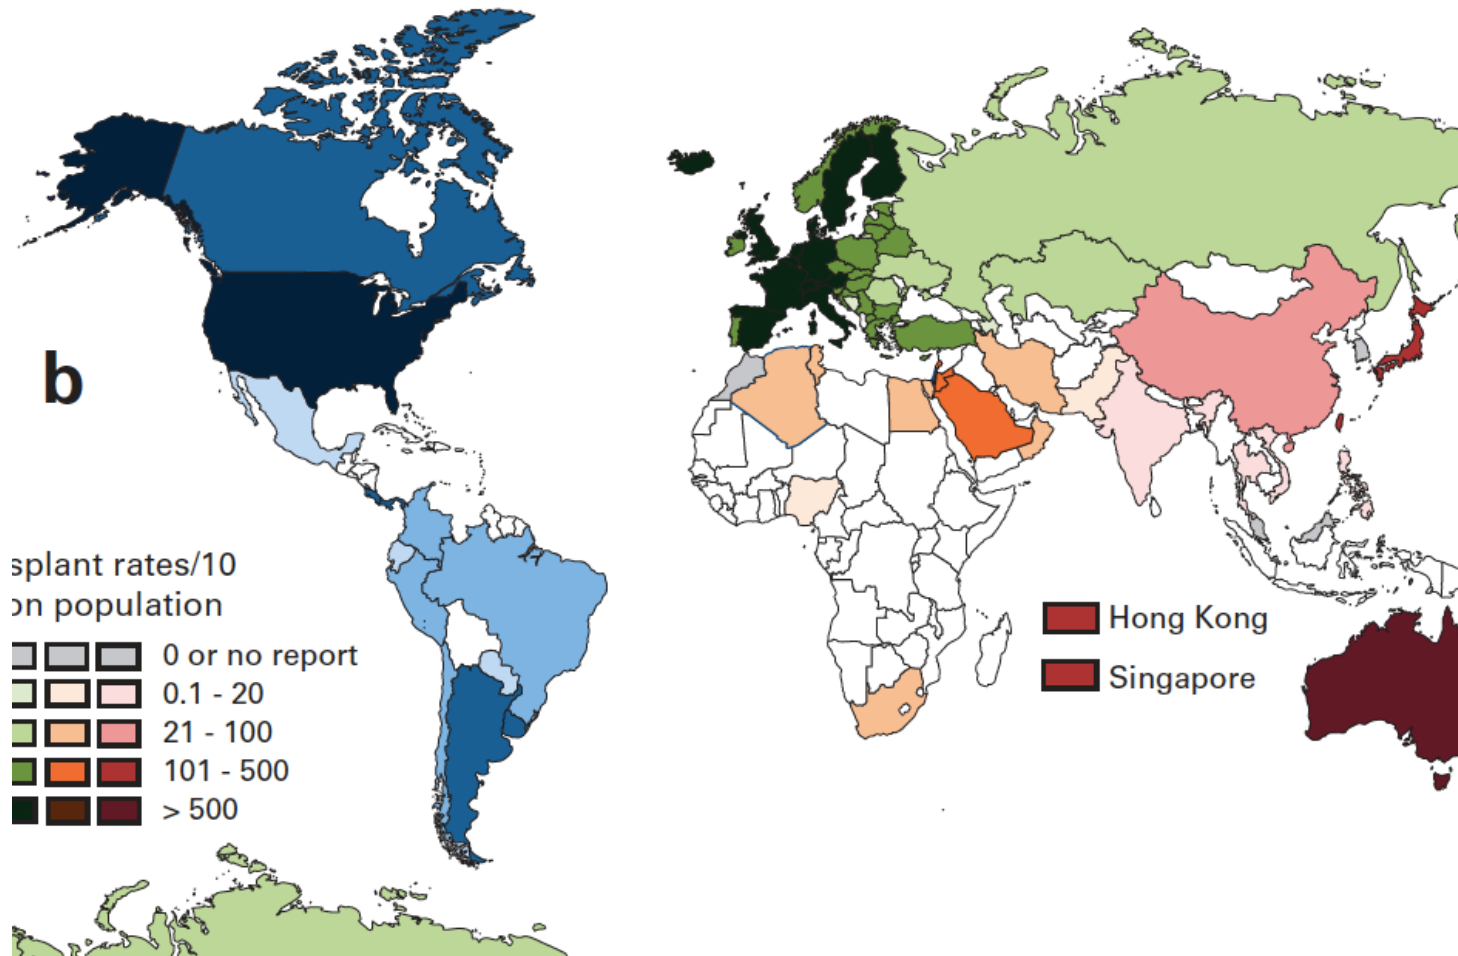 b
splant rates/10
on population
0 or no report
0.1 - 20
21 - 100
101 - 500
> 500
Hong Kong
Singapore